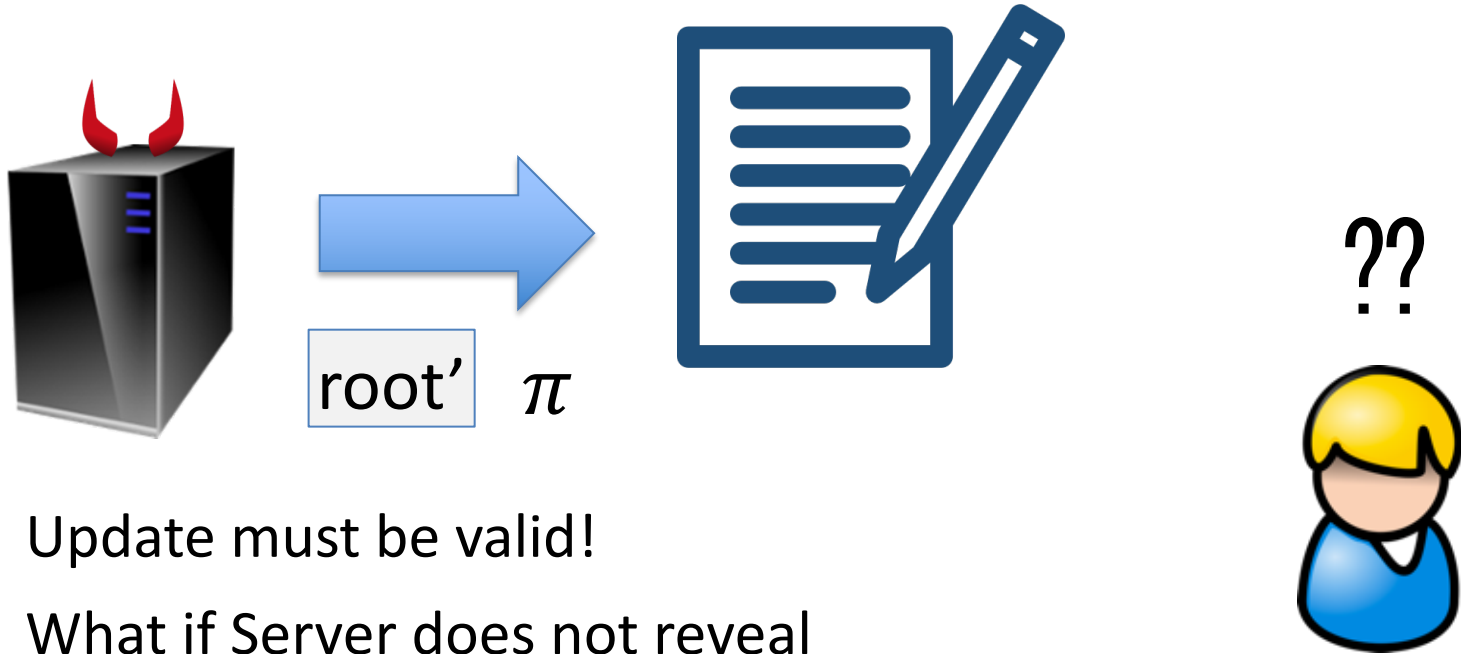 ??
root’ π
Update must be valid!
What if Server does not reveal